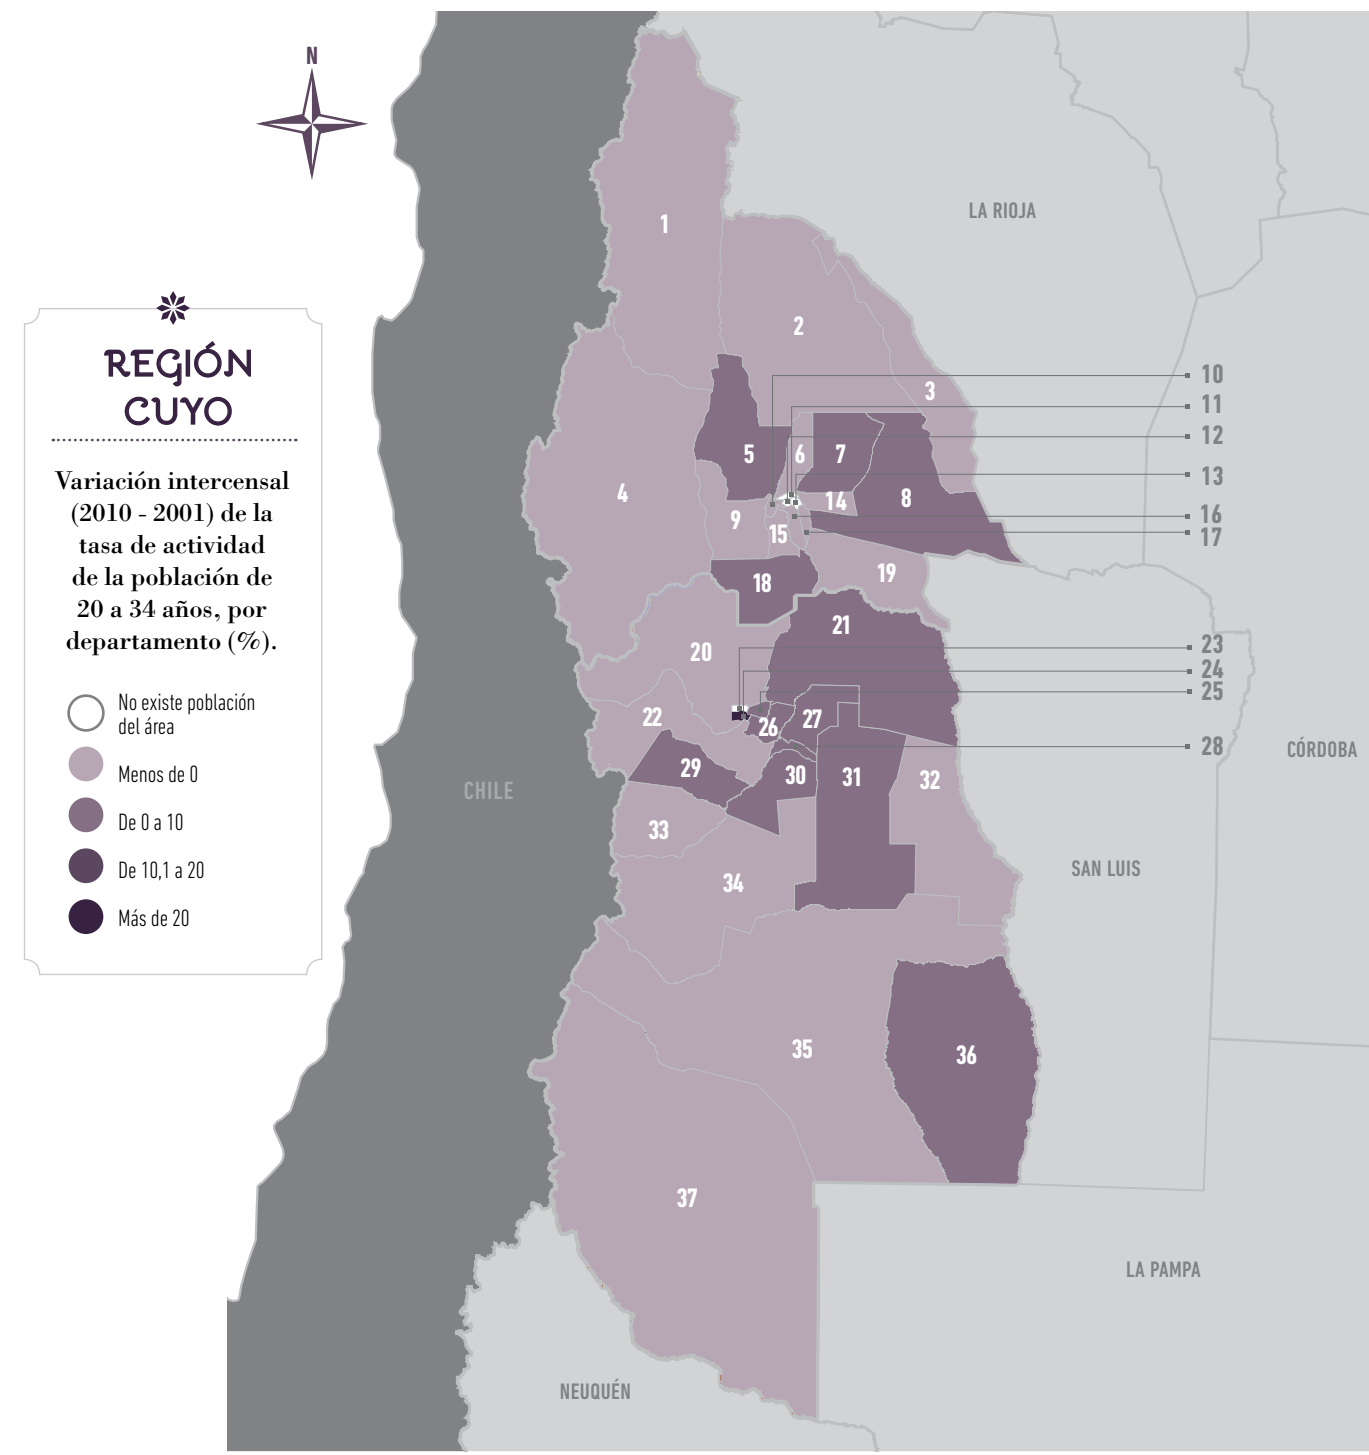 N
REGIÓN
CUYO
Variación intercensal
(2010 - 2001) de la
tasa de actividad
de la población de
20 a 34 años, por
departamento (%).
No existe población
del área
Menos de 0
De 0 a 10
De 10,1 a 20
Más de 20
LA RIOJA
CHILE
CÓRDOBA
SAN LUIS
LA PAMPA
NEUQUÉN
1
2
3
4
5
6
7
8
9
10
11
12
13
14
15
16
17
18
19
20
21
22
23
24
25
26
27
28
29
30
31
32
33
34
35
36
37